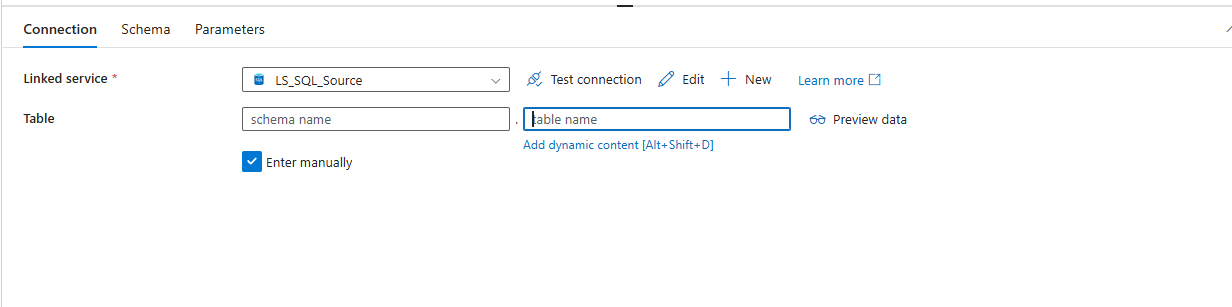 Connection Schema Parameters
Linked service * SQL LS_SQL_Source Test connection Edit New Learn more
Table schema name . table name Preview data
Add dynamic content [Alt+Shift+D]
Enter manually